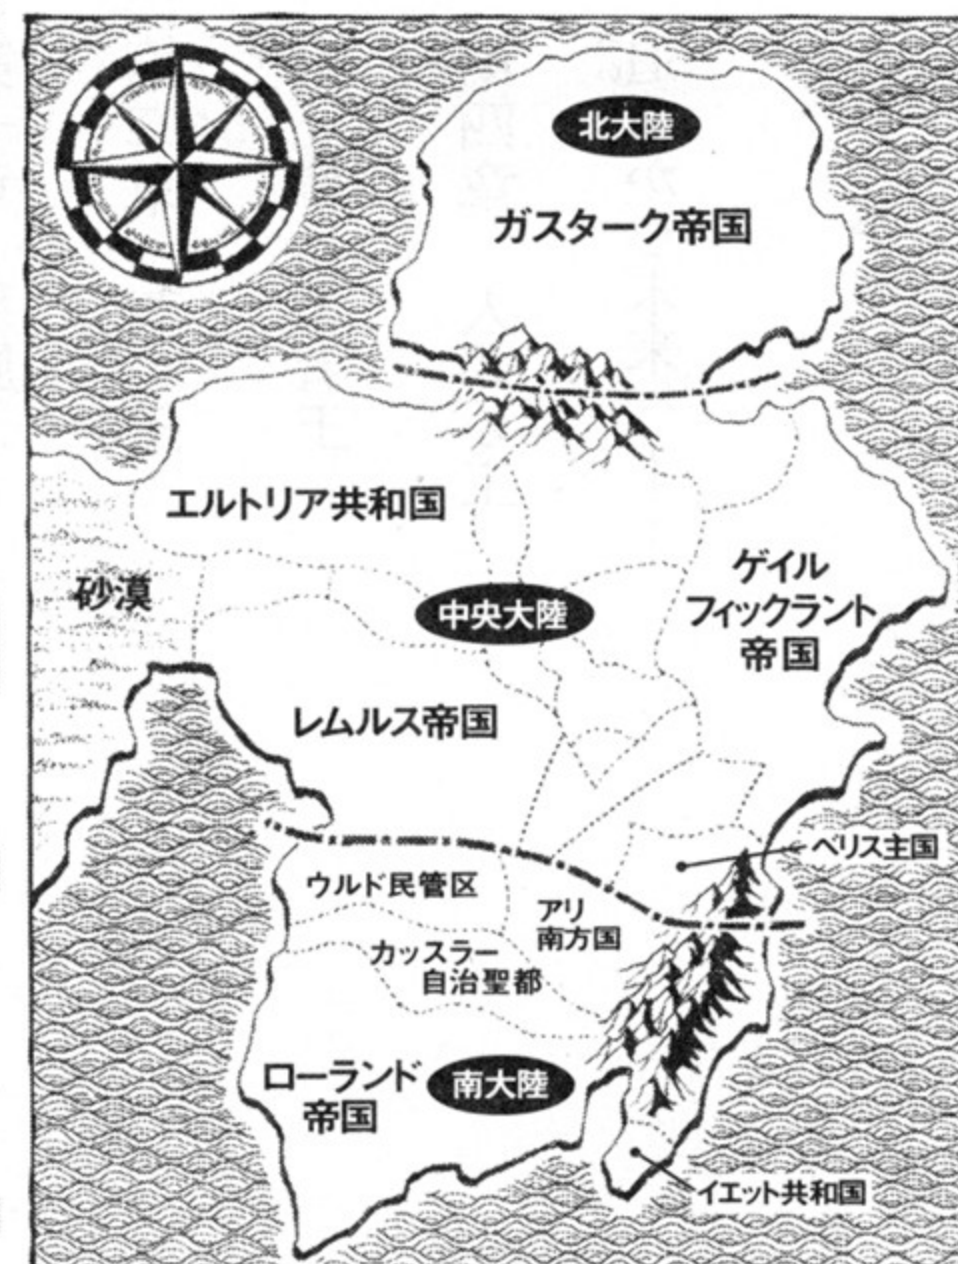 北大陸
ガスターク帝国
エルトリア共和国
砂漠
中央大陸
ゲイル
フィックラント
帝国
レムルス帝国
ベリス主国
ウルド民管区
アリ
南方国
カッスラー
自治聖都
ローランド
帝国
南大陸
イエット共和国